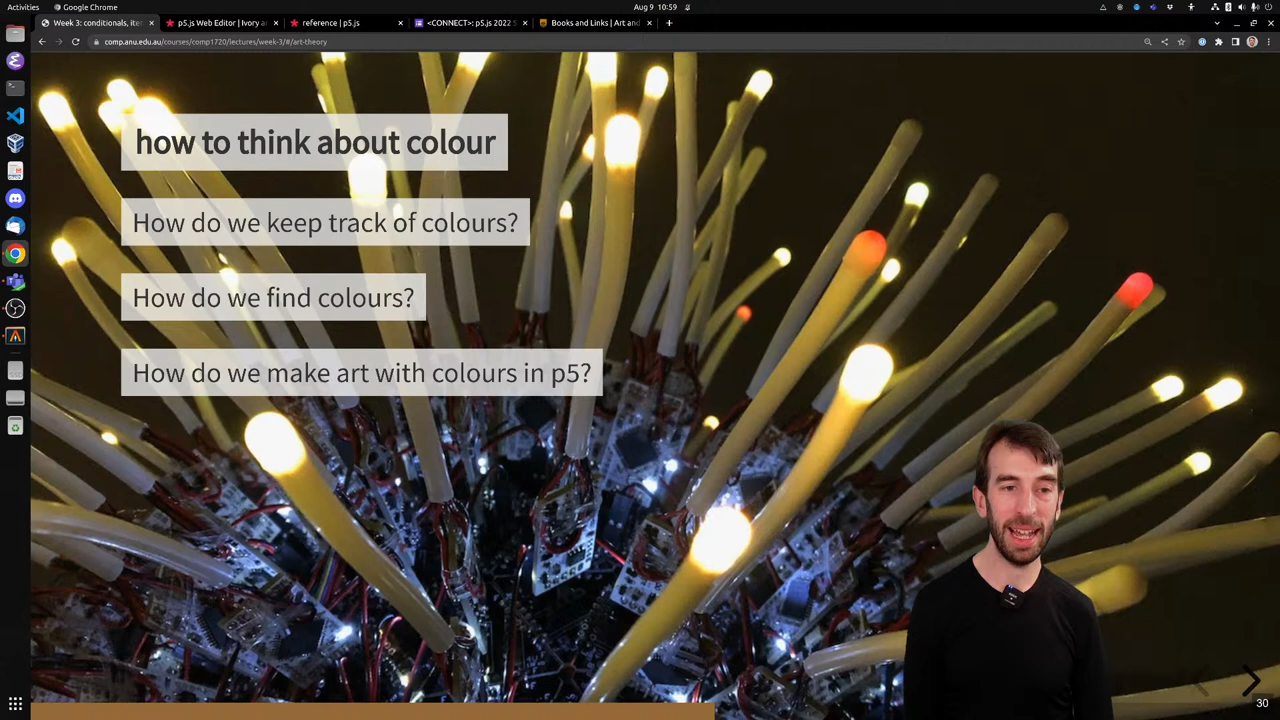 Activities
Google Chrome
Aug 9 10:59
Week 3: conditionals, ite
p5.js Web Editor | Ivory a
reference | p5.js
<CONNECT>: p5.js 2022 S
Books and Links | Art and
comp.anu.edu.au/courses/comp1720/lectures/week-3/#/art-theory
how to think about colour
How do we keep track of colours?
How do we find colours?
How do we make art with colours in p5?
30